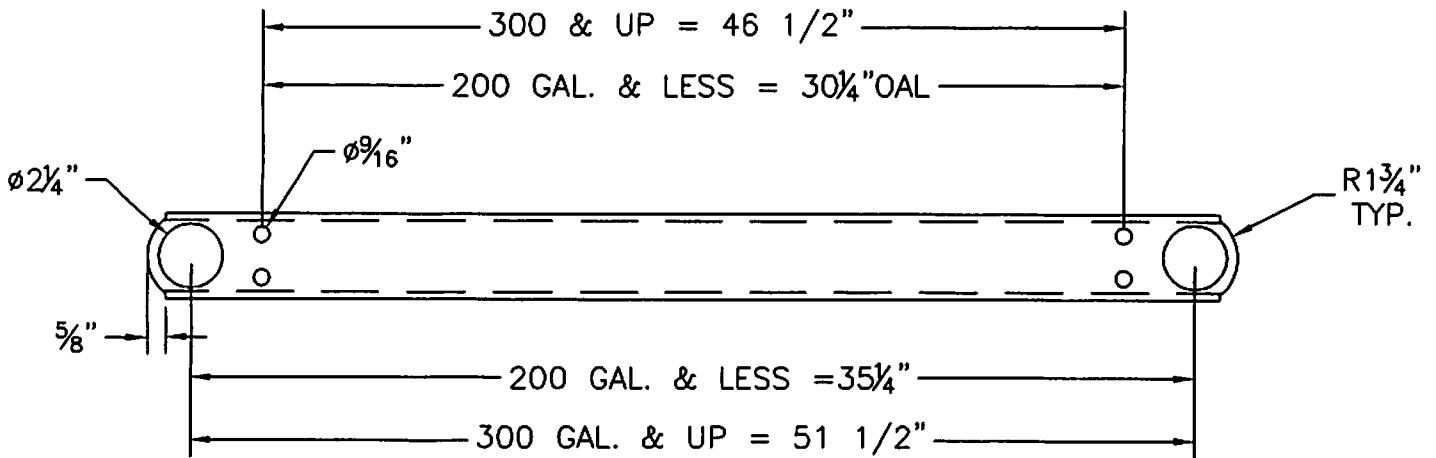 300 & UP = 46 1/2"
200 GAL. & LESS = 30¼"OAL
ø9⁄16"
ø2¼"
R1¾"
TYP.
⅝"
200 GAL. & LESS =35¼"
300 GAL. & UP = 51 1/2"